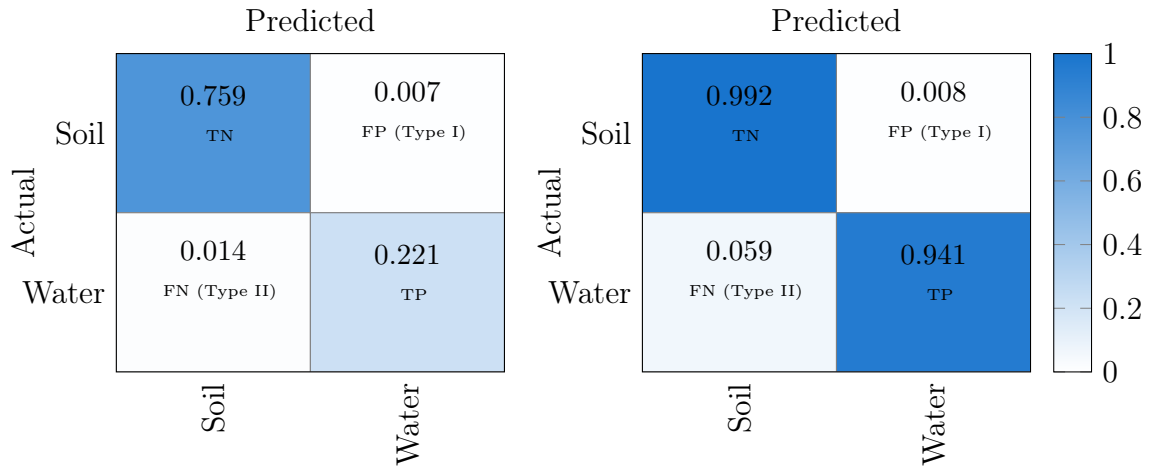 Predicted
Actual
Soil
Water
0.759
TN
0.007
FP (Type I)
0.014
FN (Type II)
0.221
TP
Soil
Water
Predicted
Actual
Soil
Water
0.992
TN
0.008
FP (Type I)
0.059
FN (Type II)
0.941
TP
Soil
Water
1
0.8
0.6
0.4
0.2
0